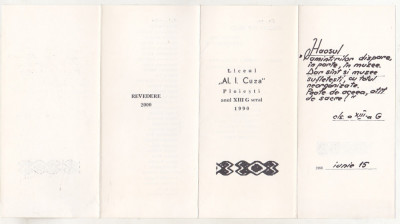 REVEDERE
2000
Liceul
„Al. I. Cuza”
Ploiești
anul XIII G seral
1990
„Haosul
amintirilor dispare,
în parte, în muzee.
Dar sînt și muzee
sufletești, cu totul
neorganizate.
Poate de aceea, atît
de sacre!”
cls. a XIII-a G
1990 iunie 15